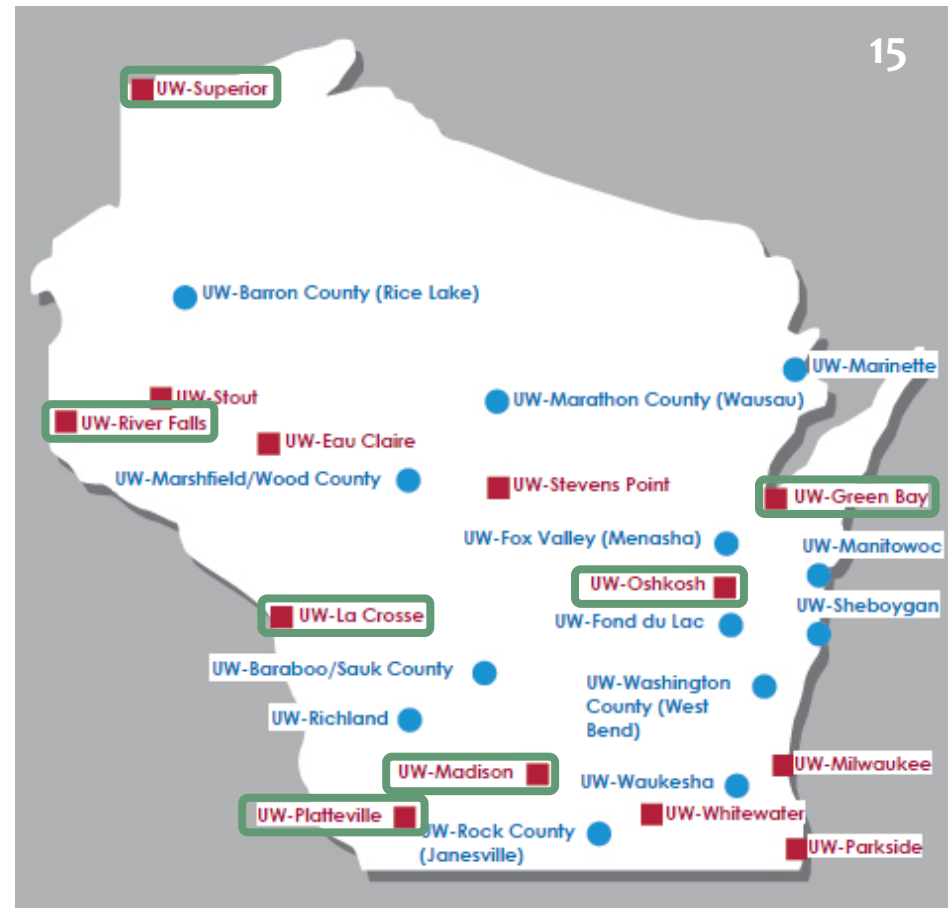 15
UW-Superior
UW-Barron County (Rice Lake)
UW-Marinette
UW-Stout
UW-Marathon County (Wausau)
UW-River Falls
UW-Eau Claire
UW-Marshfield/Wood County
UW-Stevens Point
UW-Green Bay
UW-Fox Valley (Menasha)
UW-Manitowoc
UW-Oshkosh
UW-Sheboygan
UW-La Crosse
UW-Fond du Lac
UW-Baraboo/Sauk County
UW-Washington
County (West
Bend)
UW-Richland
UW-Madison
UW-Milwaukee
UW-Waukesha
UW-Platteville
UW-Whitewater
UW-Rock County
(Janesville)
UW-Parkside